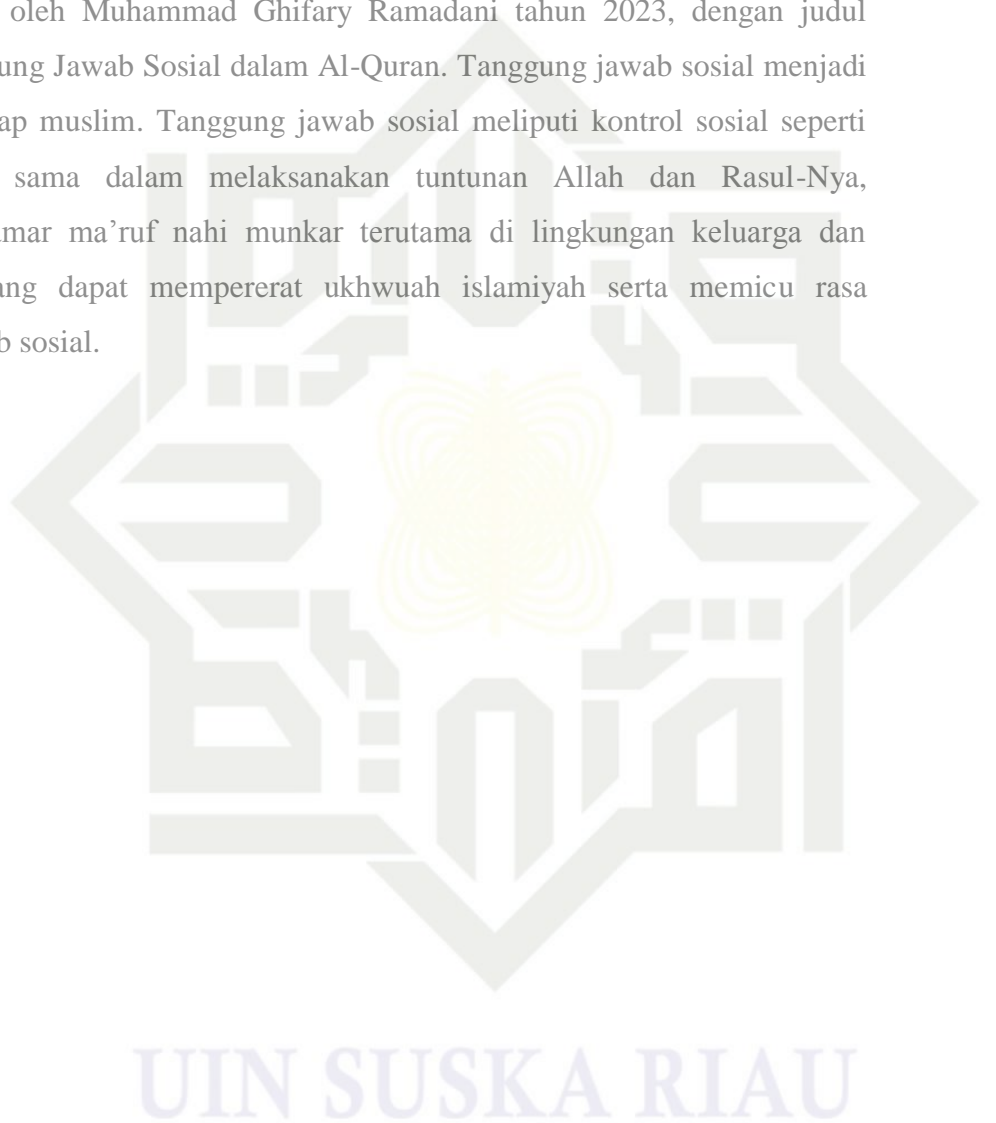 oleh Muhammad Ghifary Ramadani tahun 2023, dengan judul
ung Jawab Sosial dalam Al-Quran. Tanggung jawab sosial menjadi
ap muslim. Tanggung jawab sosial meliputi kontrol sosial seperti
sama dalam melaksanakan tuntunan Allah dan Rasul-Nya,
mar ma’ruf nahi munkar terutama di lingkungan keluarga dan
ang dapat mempererat ukhwuah islamiyah serta memicu rasa
b sosial.
UIN SUSKA RIAU